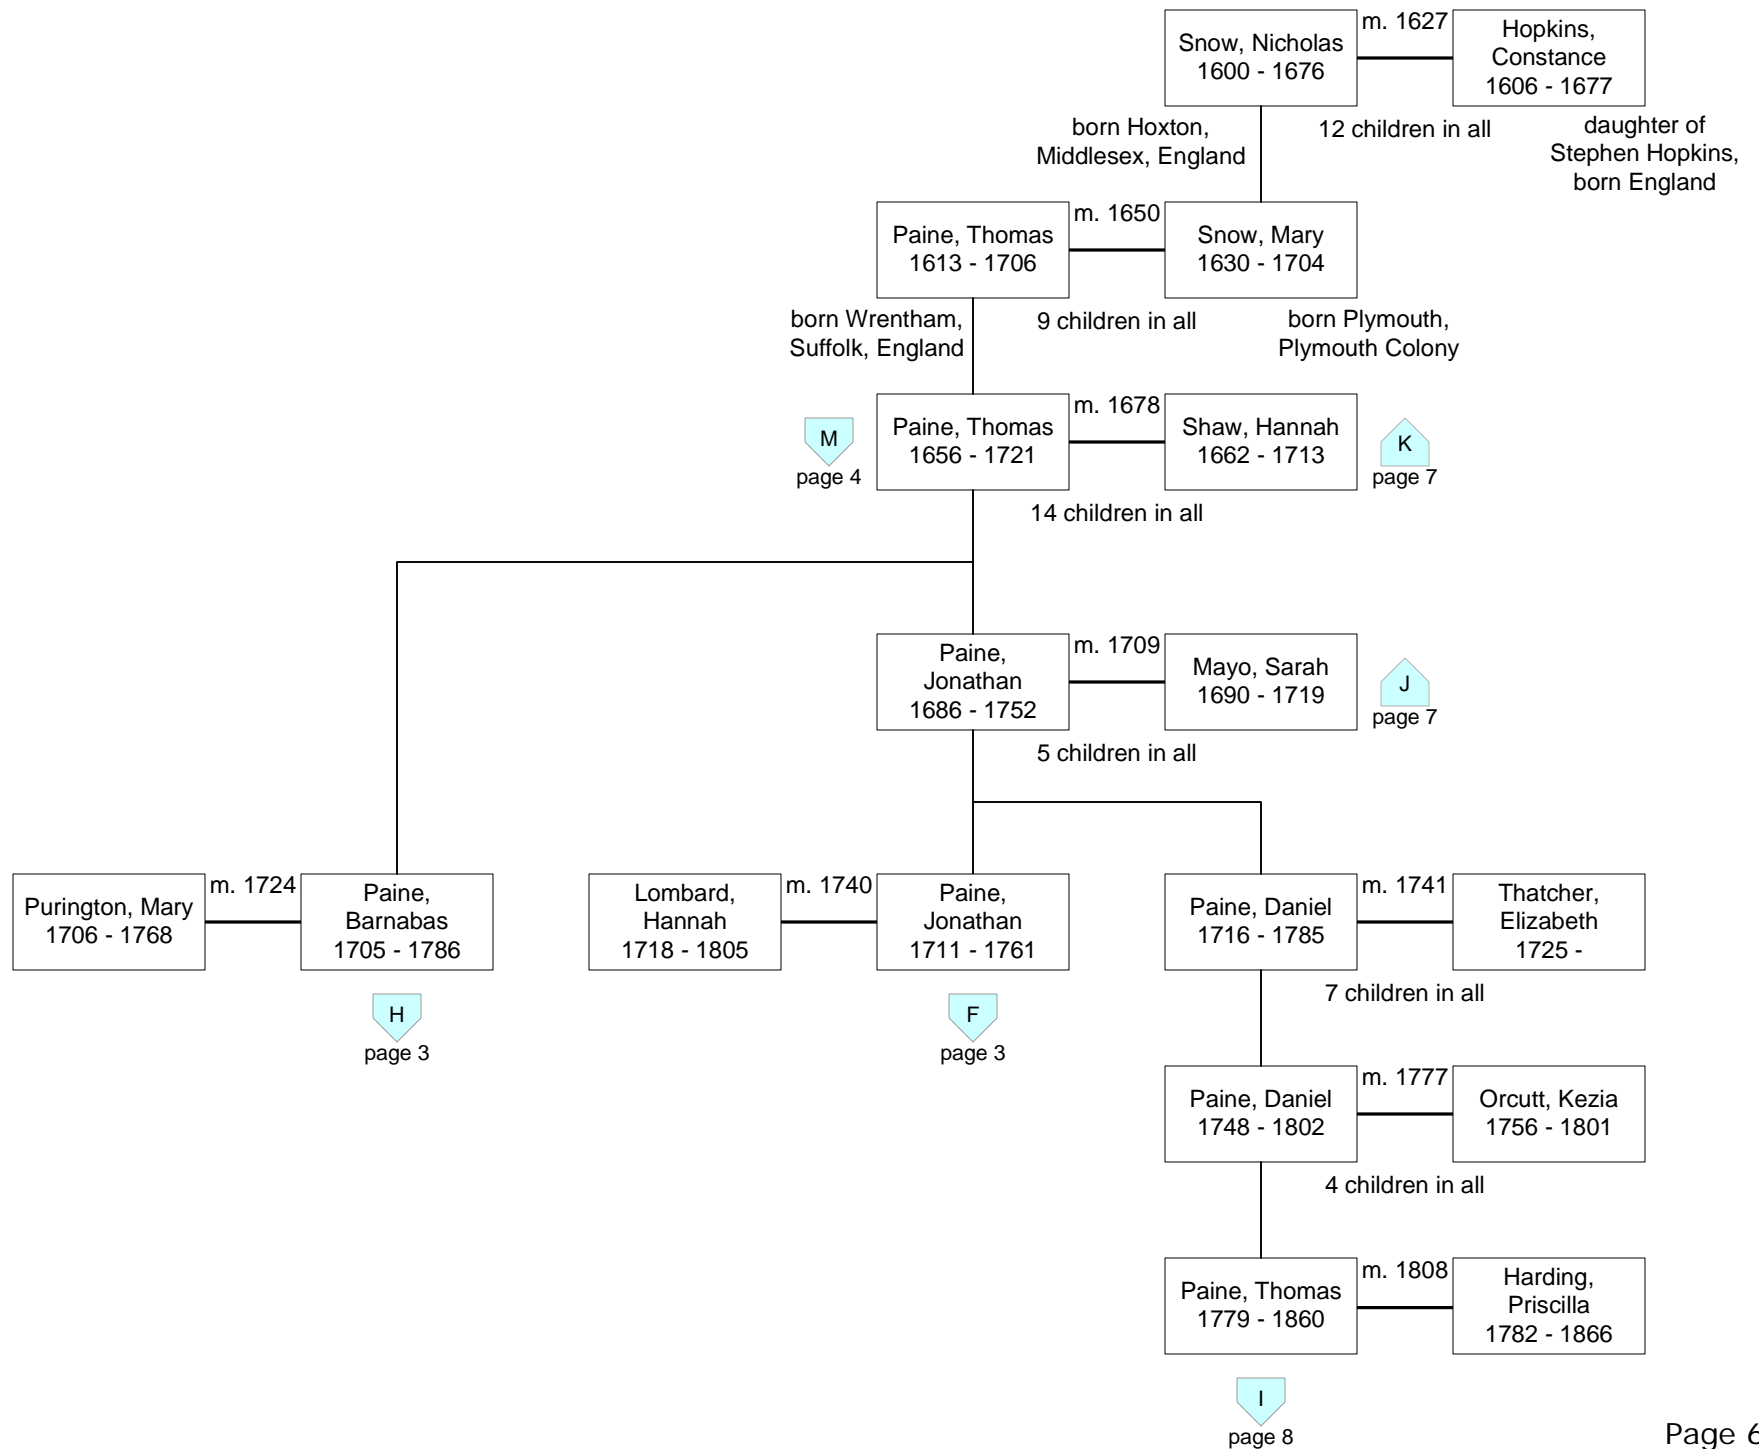 m. 1627
Snow, Nicholas
1600 - 1676
Hopkins,
Constance
1606 - 1677
born Hoxton,
Middlesex, England
12 children in all
daughter of
Stephen Hopkins,
born England
m. 1650
Paine, Thomas
1613 - 1706
Snow, Mary
1630 - 1704
born Wrentham,
Suffolk, England
9 children in all
born Plymouth,
Plymouth Colony
M
page 4
m. 1678
Paine, Thomas
1656 - 1721
Shaw, Hannah
1662 - 1713
K
page 7
14 children in all
m. 1709
Paine,
Jonathan
1686 - 1752
Mayo, Sarah
1690 - 1719
J
page 7
5 children in all
Purington, Mary
1706 - 1768
m. 1724
Paine,
Barnabas
1705 - 1786
Lombard,
Hannah
1718 - 1805
m. 1740
Paine,
Jonathan
1711 - 1761
Paine, Daniel
1716 - 1785
m. 1741
Thatcher,
Elizabeth
1725 -
7 children in all
H
page 3
F
page 3
Paine, Daniel
1748 - 1802
m. 1777
Orcutt, Kezia
1756 - 1801
4 children in all
Paine, Thomas
1779 - 1860
m. 1808
Harding,
Priscilla
1782 - 1866
I
page 8
Page 6